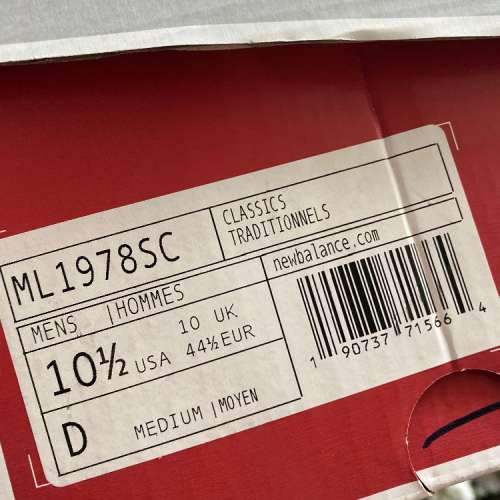 ML1978SC
CLASSICS
TRADITIONNELS
MENS |HOMMES
newbalance.com
10½ USA
10 UK
44½EUR
D MEDIUM |MOYEN
1 90737 71566 4